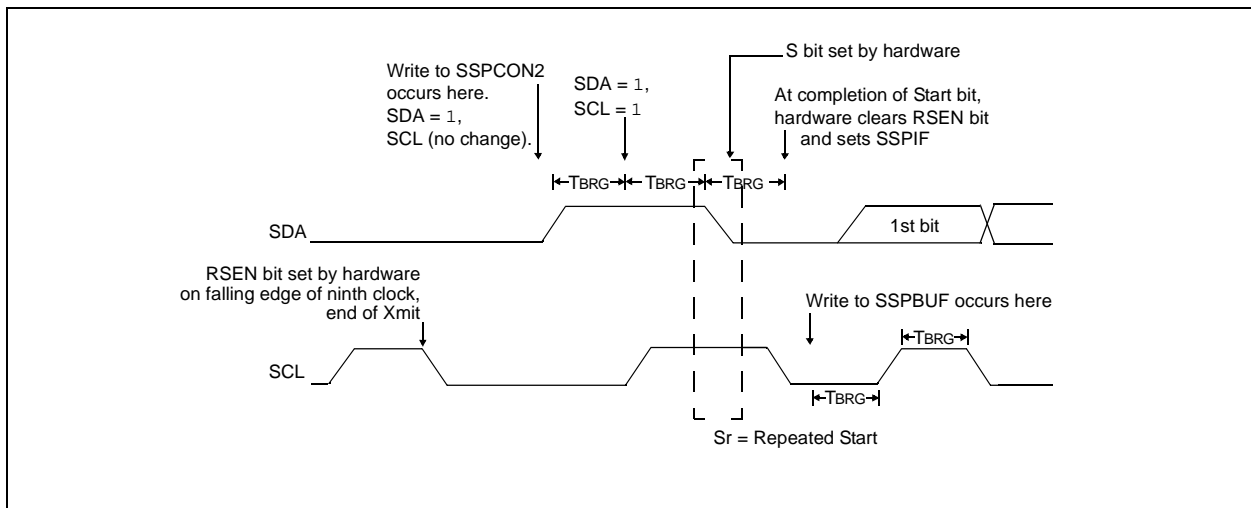 S bit set by hardware
Write to SSPCON2
occurs here.
SDA = 1,
SCL (no change).
SDA = 1,
SCL = 1
At completion of Start bit,
hardware clears RSEN bit
and sets SSPIF
TBRG
TBRG
TBRG
SDA
1st bit
RSEN bit set by hardware
on falling edge of ninth clock,
end of Xmit
Write to SSPBUF occurs here
TBRG
SCL
TBRG
Sr = Repeated Start